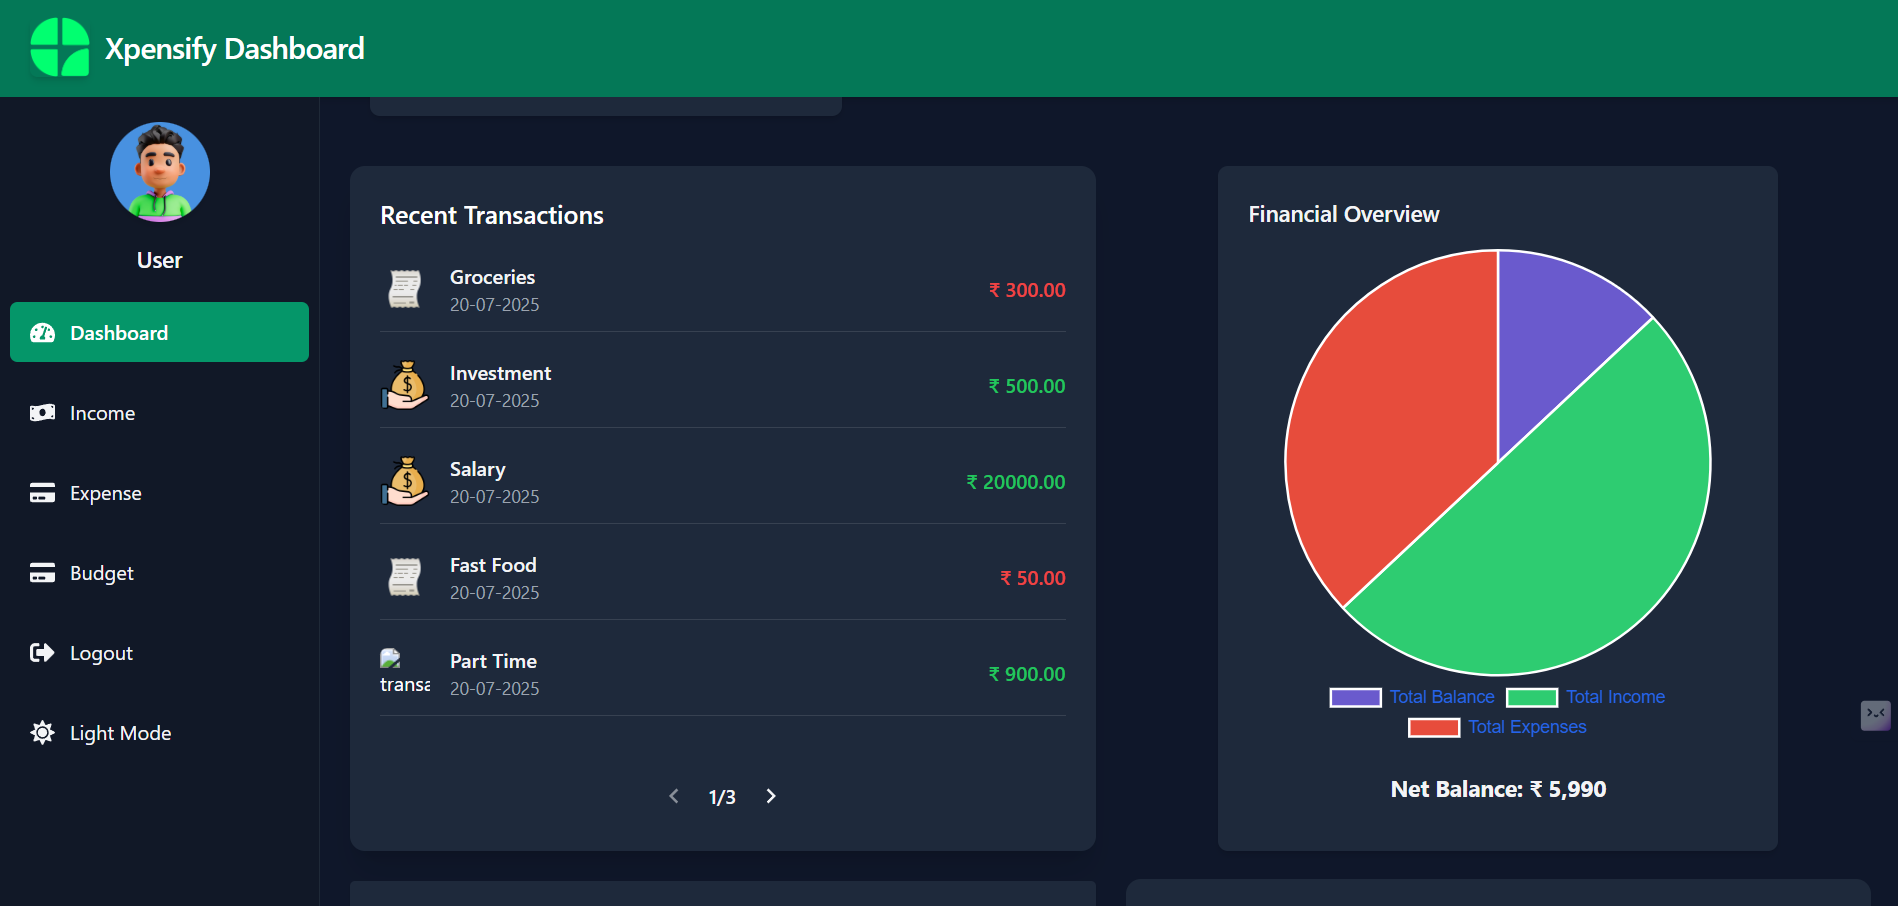 Xpensify Dashboard
User
Dashboard
Income
Expense
Budget
Logout
Light Mode
Recent Transactions
Groceries
20-07-2025
₹ 300.00
Investment
20-07-2025
₹ 500.00
Salary
20-07-2025
₹ 20000.00
Fast Food
20-07-2025
₹ 50.00
transa
Part Time
20-07-2025
₹ 900.00
1/3
Financial Overview
Total Balance
Total Income
Total Expenses
Net Balance: ₹ 5,990